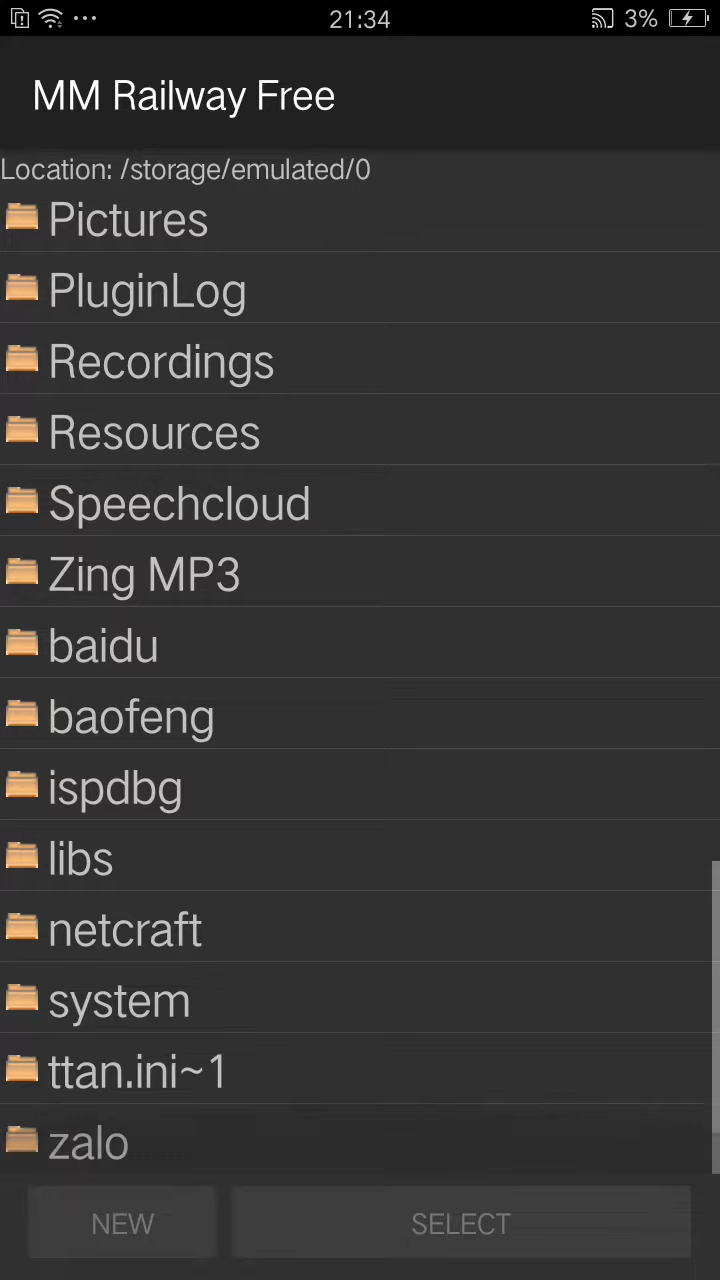 21:34
3%
MM Railway Free
Location: /storage/emulated/0
Pictures
PluginLog
Recordings
Resources
Speechcloud
Zing MP3
baidu
baofeng
ispdbg
libs
netcraft
system
ttan.ini~1
zalo
NEW
SELECT